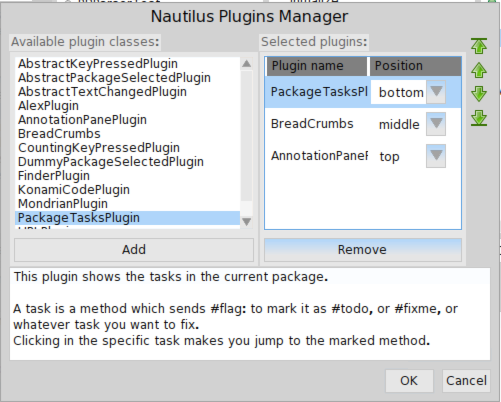 Nautilus Plugins Manager
Available plugin classes:
Selected plugins:
AbstractKeyPressedPlugin
AbstractPackageSelectedPlugin
AbstractTextChangedPlugin
AlexPlugin
AnnotationPanePlugin
BreadCrumbs
CountingKeyPressedPlugin
DummyPackageSelectedPlugin
FinderPlugin
KonamiCodePlugin
MondrianPlugin
PackageTasksPlugin
Plugin name Position
PackageTasksPl bottom
BreadCrumbs middle
AnnotationPaneF top
Add
Remove
This plugin shows the tasks in the current package.
A task is a method which sends #flag: to mark it as #todo, or #fixme, or
whatever task you want to fix.
Clicking in the specific task makes you jump to the marked method.
OK
Cancel